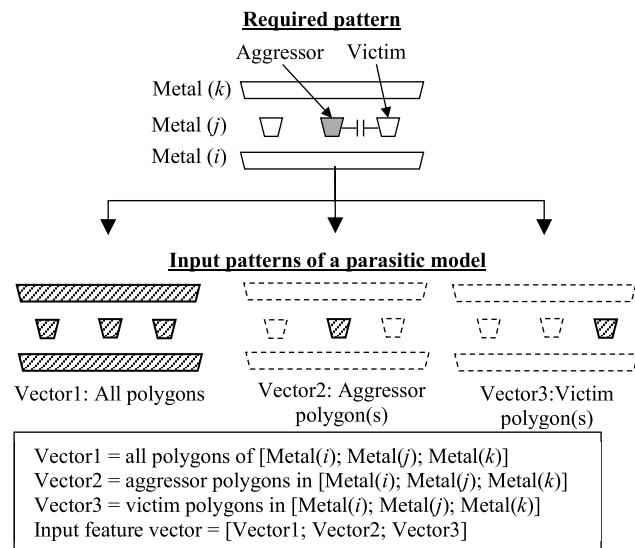 Required pattern
Aggressor Victim
Metal (k)
Metal (j)
Metal (i)
Input patterns of a parasitic model
Vector1: All polygons
Vector2: Aggressor
polygon(s)
Vector3:Victim
polygon(s)
Vector1 = all polygons of [Metal(i); Metal(j); Metal(k)]
Vector2 = aggressor polygons in [Metal(i); Metal(j); Metal(k)]
Vector3 = victim polygons in [Metal(i); Metal(j); Metal(k)]
Input feature vector = [Vector1; Vector2; Vector3]